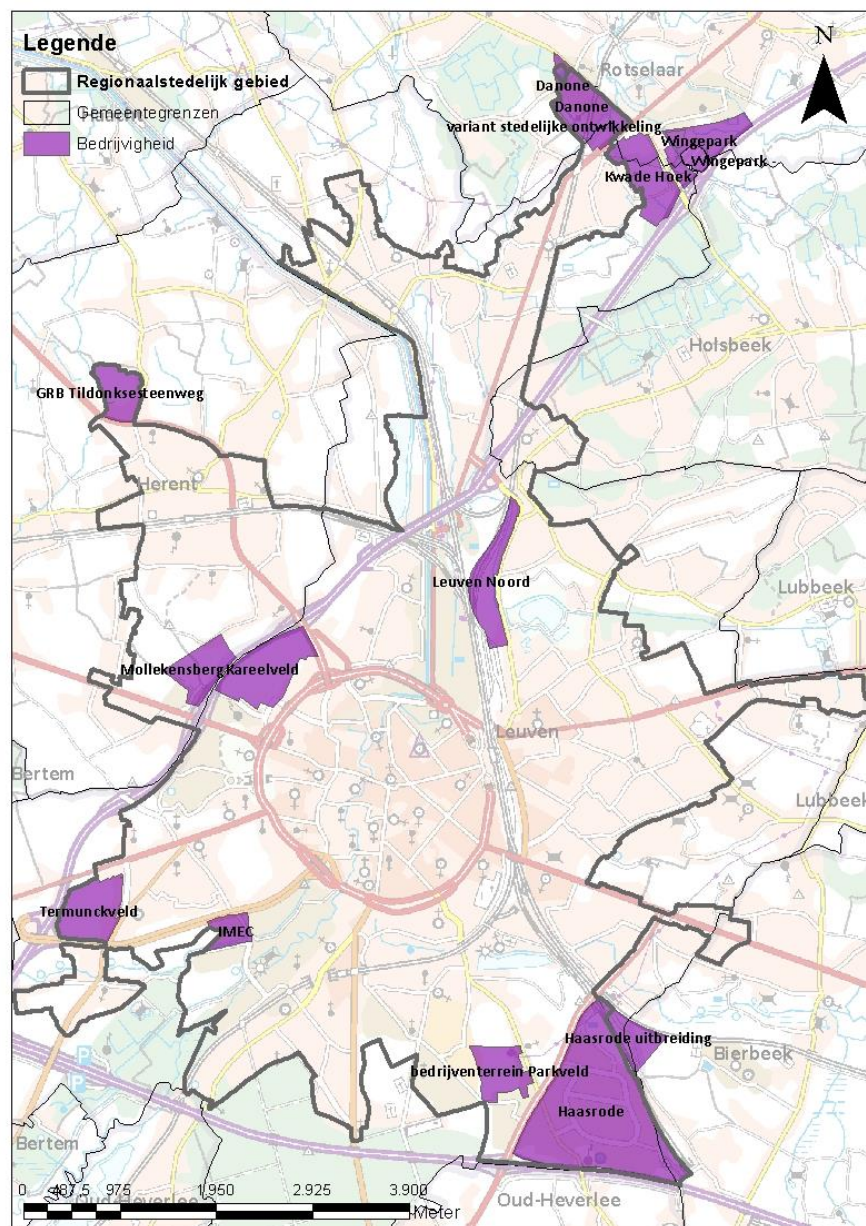 Legende
Regionaalstedelijk gebied
Gemeentegrenzen
Bedrijvigheid
N
Rotselaar
Danone
Danone
variant stedelijke ontwikkeling
Wingepark
Wingepark
Kwade Hoek
Holsbeek
GRB Tildonksesteenweg
Herent
Leuven Noord
Lubbeek
Mollekensberg
Kareelveld
Leuven
Bertem
Lubbeek
Termunckveld
IMEC
Haasrode uitbreiding
Bierbeek
bedrijventerrein Parkveld
Haasrode
P
P
Bertem
Oud-Heverlee
Oud-Heverlee
0 487,5 975 1.950 2.925 3.900
Meter